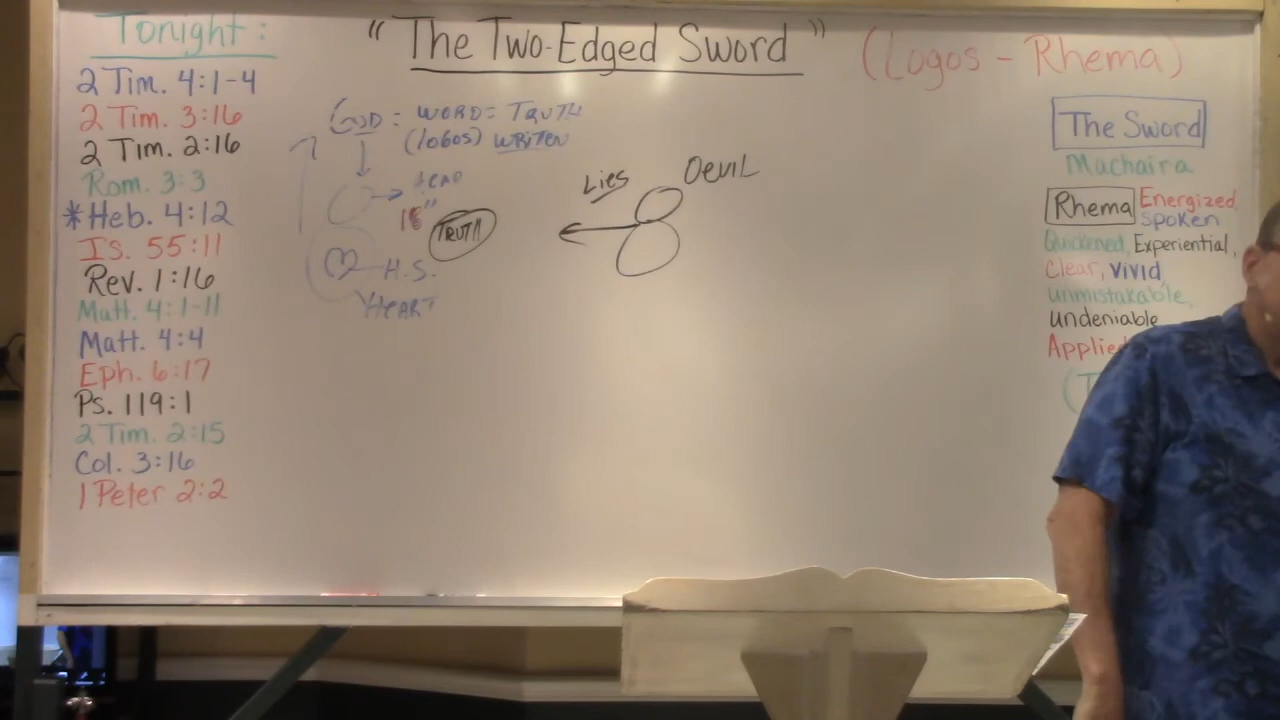 Tonight:
2 Tim. 4:1-4
2 Tim. 3:16
2 Tim. 2:16
Rom. 3:3
*Heb. 4:12
Is. 55:11
Rev. 1:16
Matt. 4:1-11
Matt. 4:4
Eph. 6:17
Ps. 119:1
2 Tim. 2:15
Col. 3:16
1 Peter 2:2
"The Two-Edged Sword"
(Logos - Rhema)
GOD = WORD = TRUTH
(logos) WRITTEN
HEAD
18"
TRUTH
H.S.
HEART
Lies
DEVIL
The Sword
Machaira
Rhema Energized
spoken
Quickened, Experiential,
Clear, Vivid,
unmistakable,
undeniable
Applied